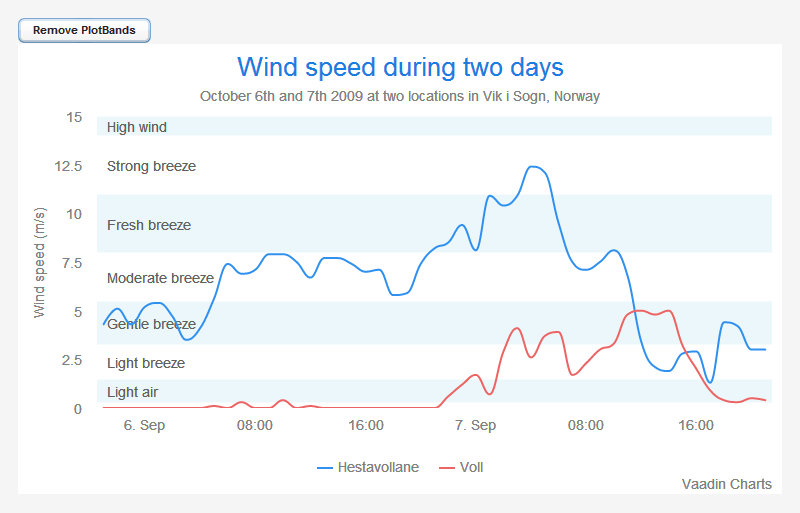 Remove PlotBands
Wind speed during two days
October 6th and 7th 2009 at two locations in Vik i Sogn, Norway
Wind speed (m/s)
15
12.5
10
7.5
5
2.5
0
High wind
Strong breeze
Fresh breeze
Moderate breeze
Gentle breeze
Light breeze
Light air
6. Sep 08:00 16:00 7. Sep 08:00 16:00
Hestavollane Voll
Vaadin Charts